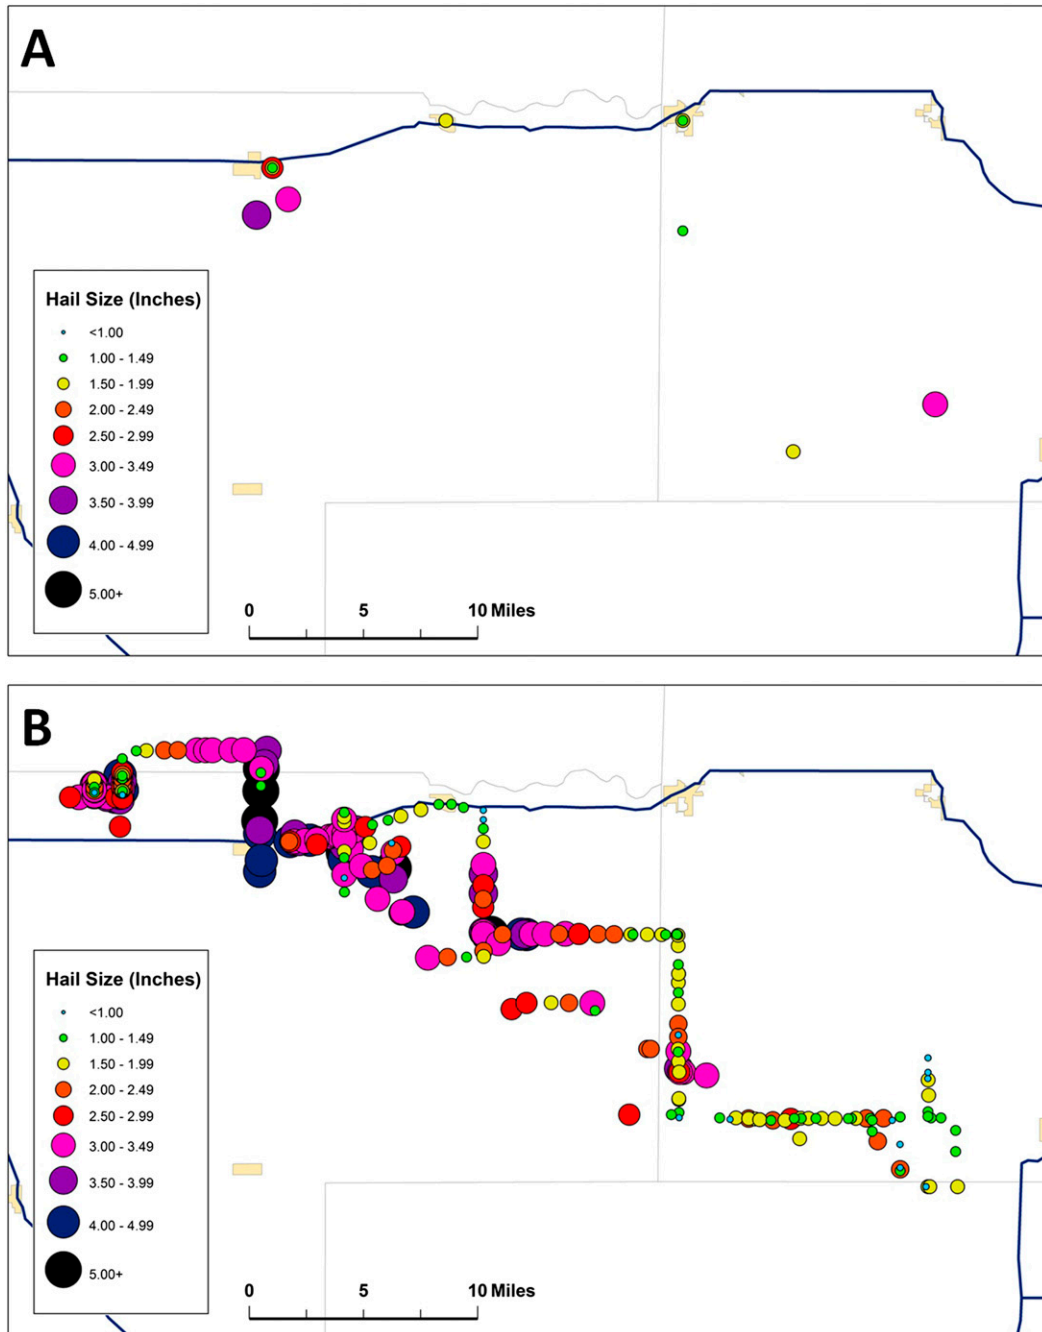 A
Hail Size (Inches)
<1.00
1.00 - 1.49
1.50 - 1.99
2.00 - 2.49
2.50 - 2.99
3.00 - 3.49
3.50 - 3.99
4.00 - 4.99
5.00+
0 5 10 Miles
B
Hail Size (Inches)
<1.00
1.00 - 1.49
1.50 - 1.99
2.00 - 2.49
2.50 - 2.99
3.00 - 3.49
3.50 - 3.99
4.00 - 4.99
5.00+
0 5 10 Miles